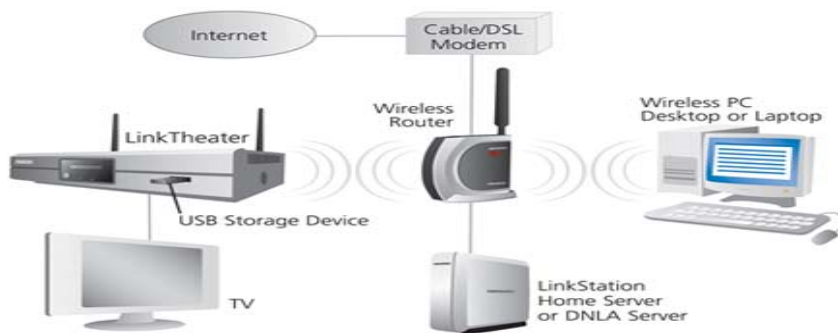 Internet
Cable/DSL
Modem
Wireless
Router
Wireless PC
Desktop or Laptop
LinkTheater
USB Storage Device
TV
LinkStation
Home Server
or DNLA Server